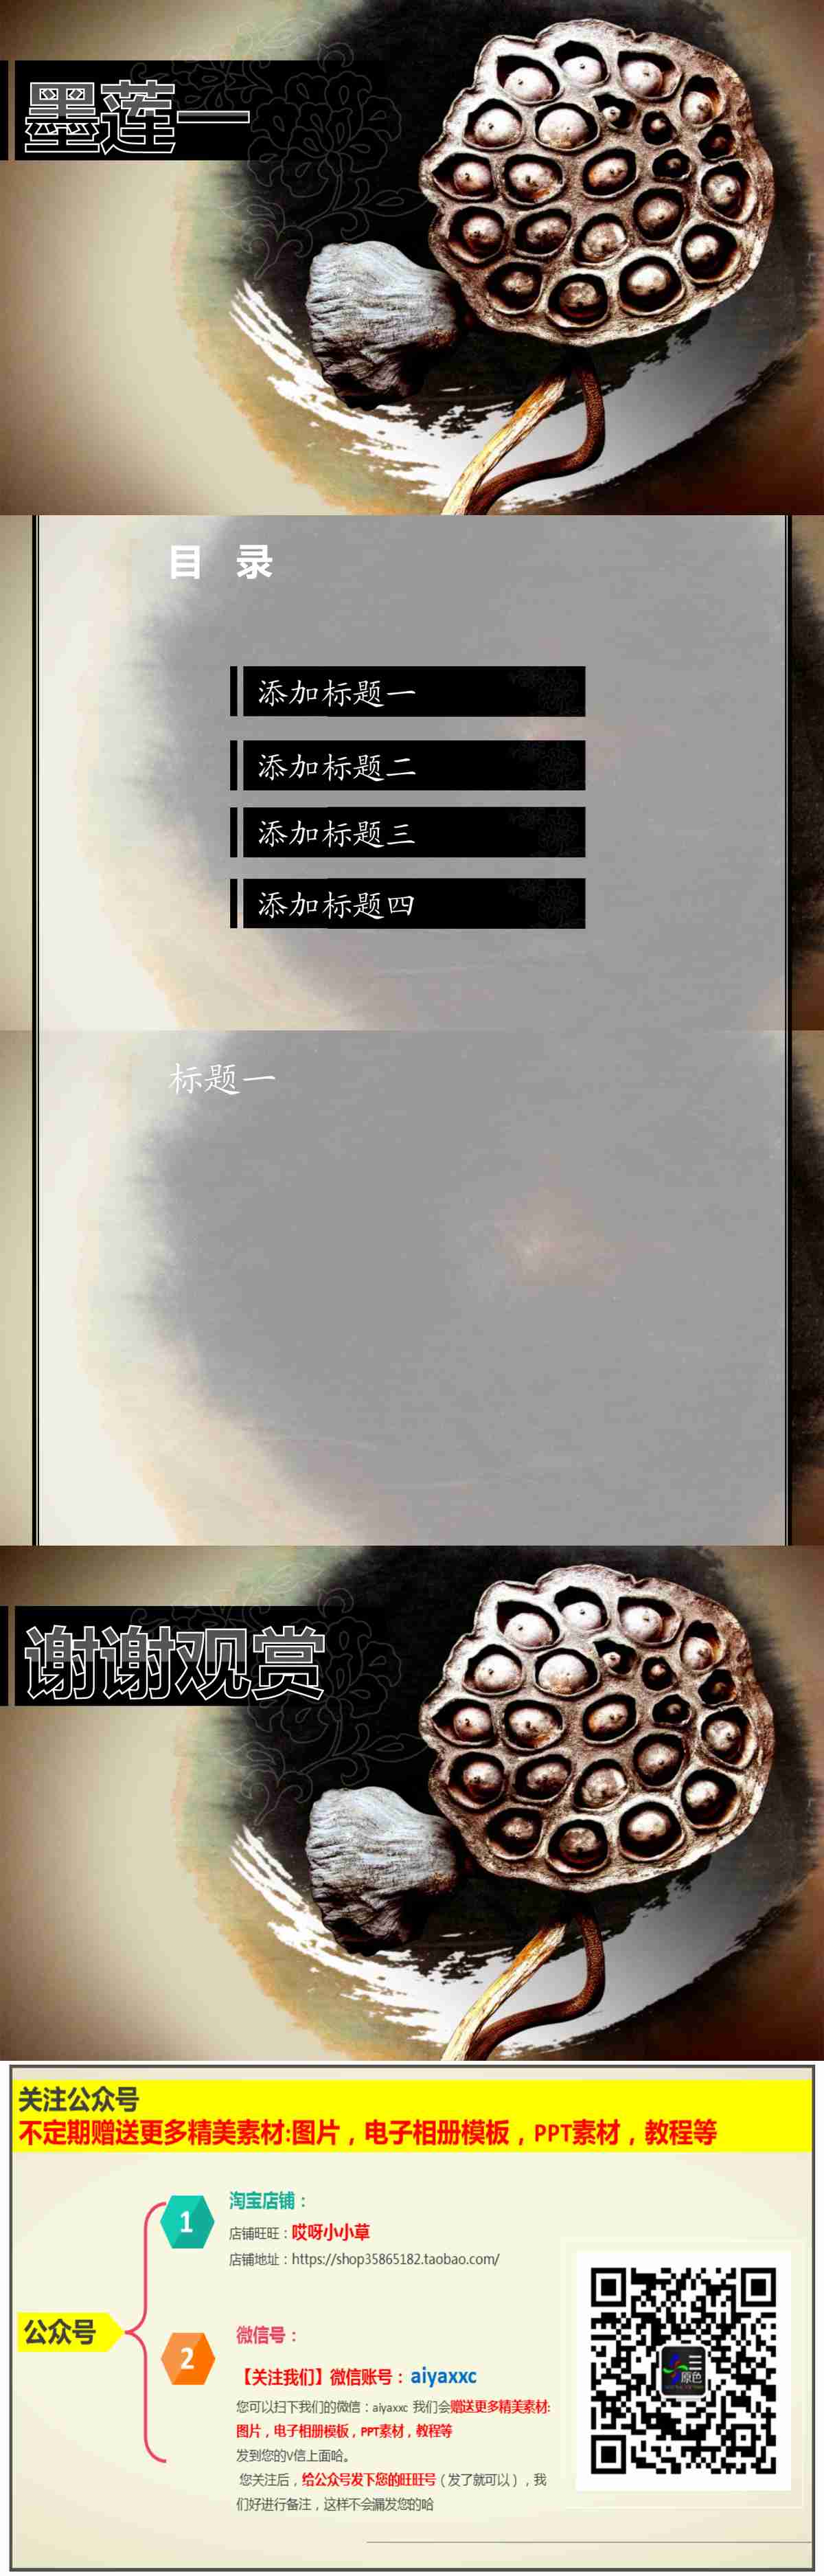 墨莲一
目 录
添加标题一
添加标题二
添加标题三
添加标题四
标题一
谢谢观赏
关注公众号
不定期赠送更多精美素材:图片，电子相册模板，PPT素材，教程等
公众号
1
淘宝店铺：
店铺旺旺：哎呀小小草
店铺地址：https://shop35865182.taobao.com/
2
微信号：
【关注我们】微信账号：aiyaxxc
您可以扫下我们的微信：aiyaxxc 我们会赠送更多精美素材:
图片，电子相册模板，PPT素材，教程等
发到您的V信上面哈。
您关注后，给公众号发下您的旺旺号（发了就可以），我
们好进行备注，这样不会漏发您的哈
三
原色